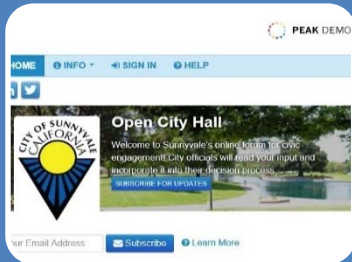 PEAK DEMO
HOME INFO SIGN IN HELP
CITY OF SUNNYVALE
CALIFORNIA
Open City Hall
Welcome to Sunnyvale's online forum for civic
engagement! City officials will read your input and
incorporate it into their decision process.
SUBSCRIBE FOR UPDATES
our Email Address Subscribe Learn More